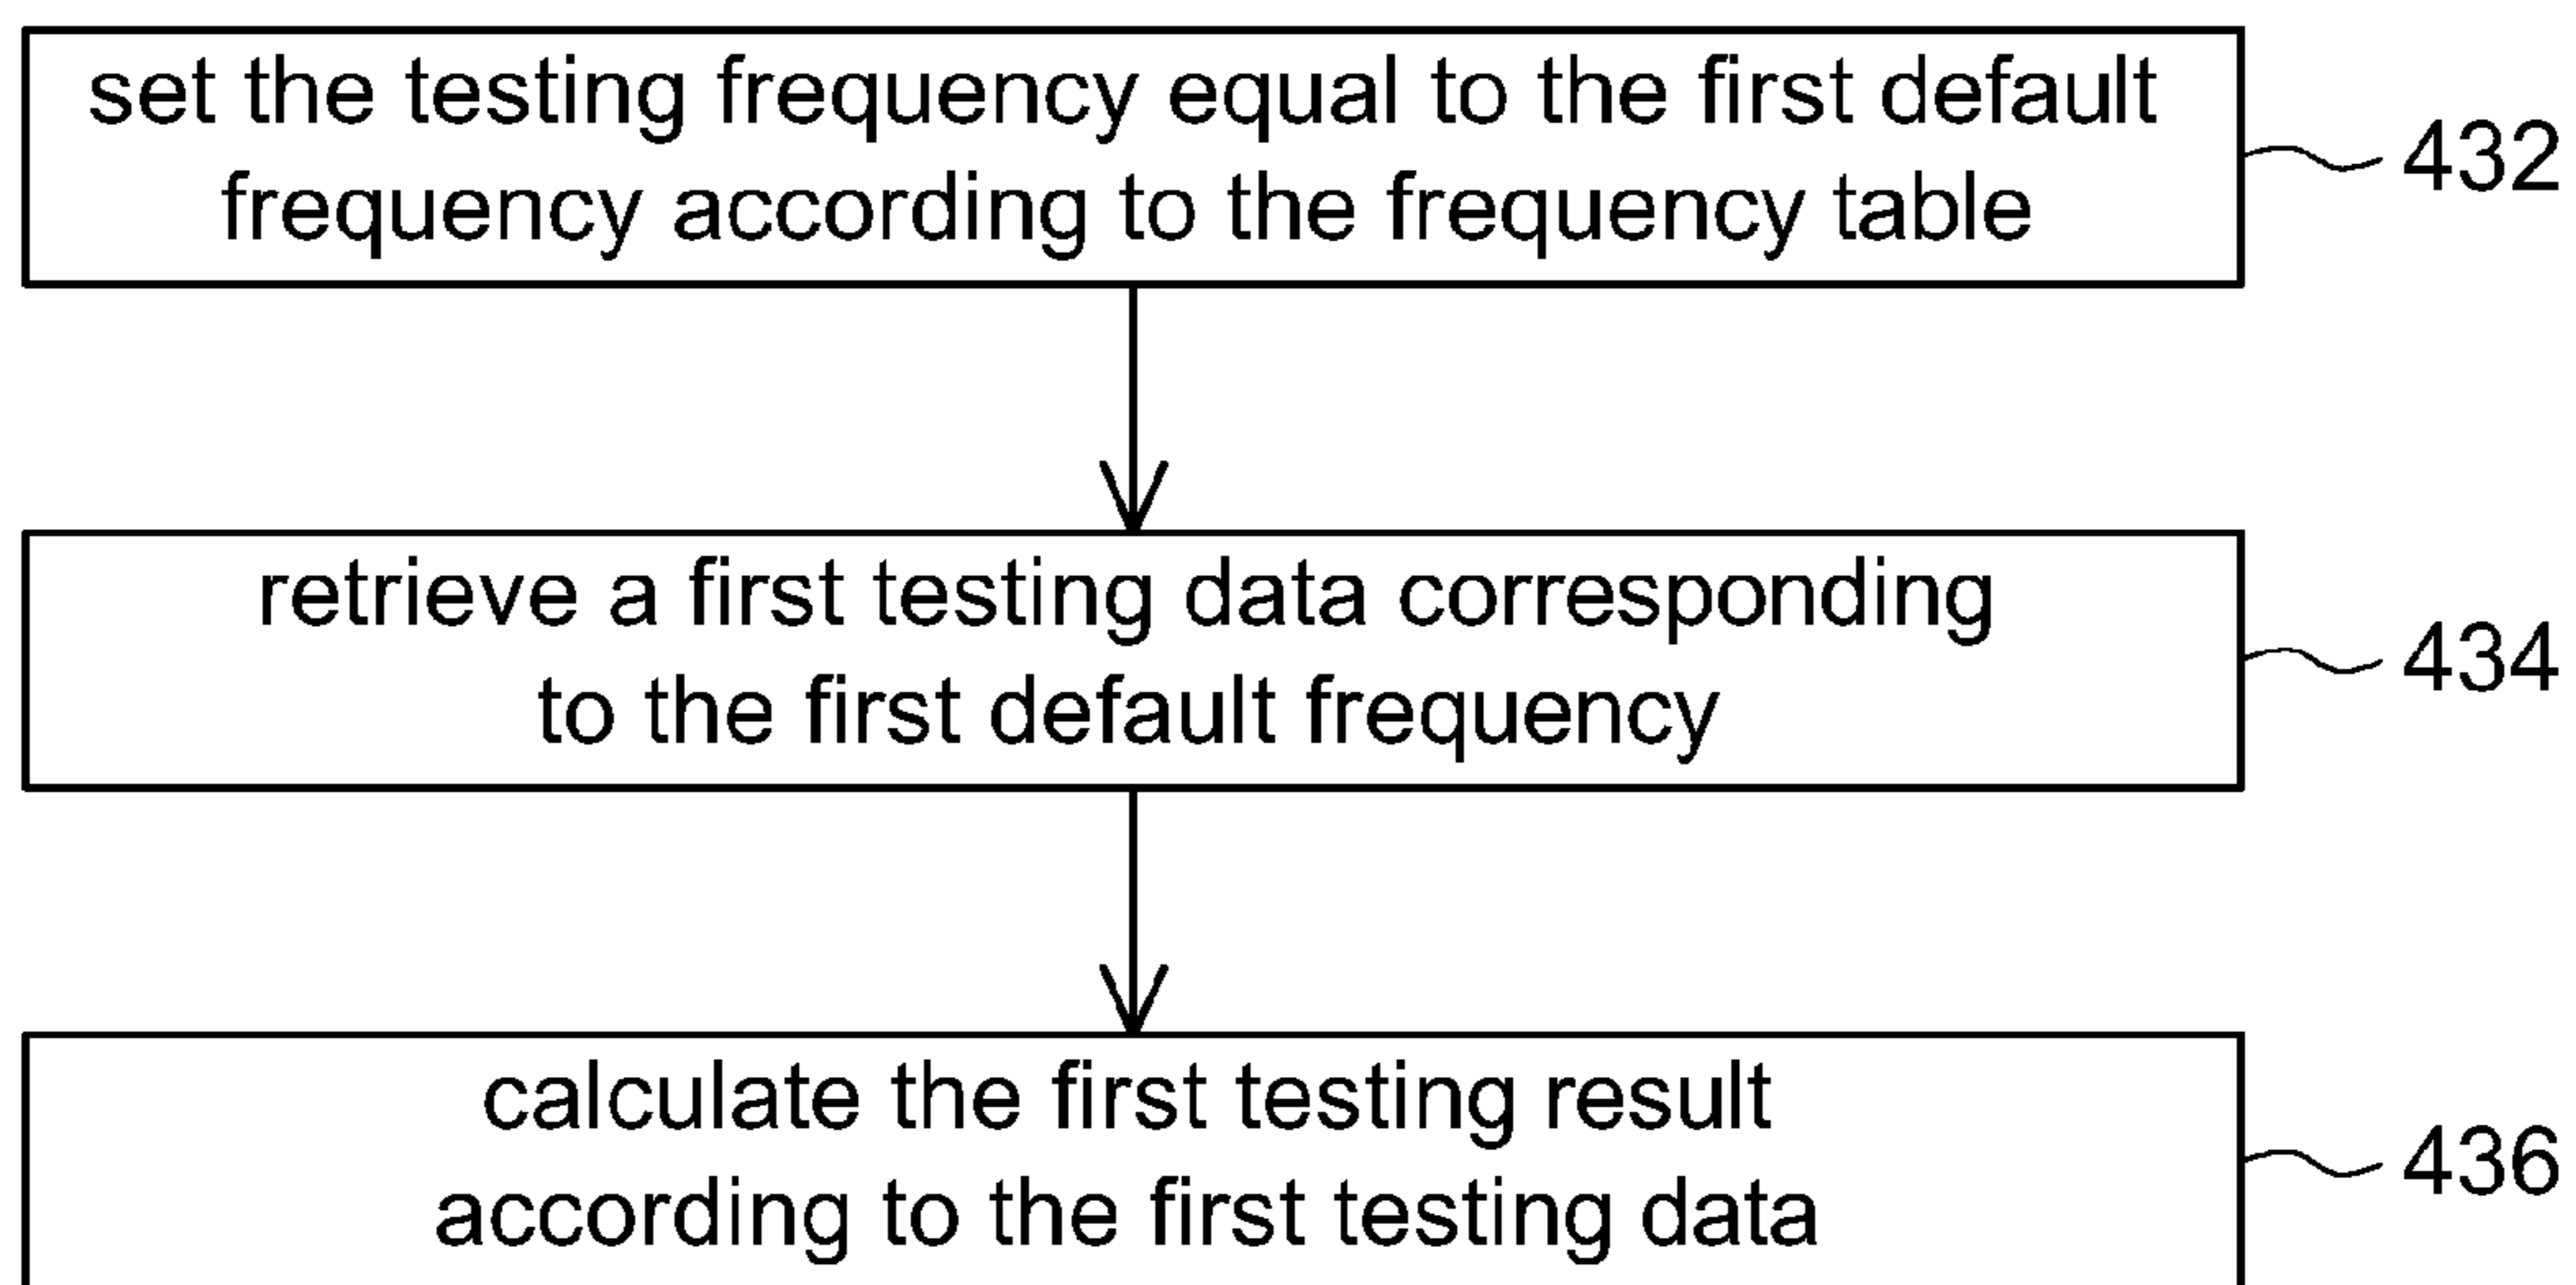 set the testing frequency equal to the first default
frequency according to the frequency table
432
retrieve a first testing data corresponding
to the first default frequency
434
calculate the first testing result
according to the first testing data
436